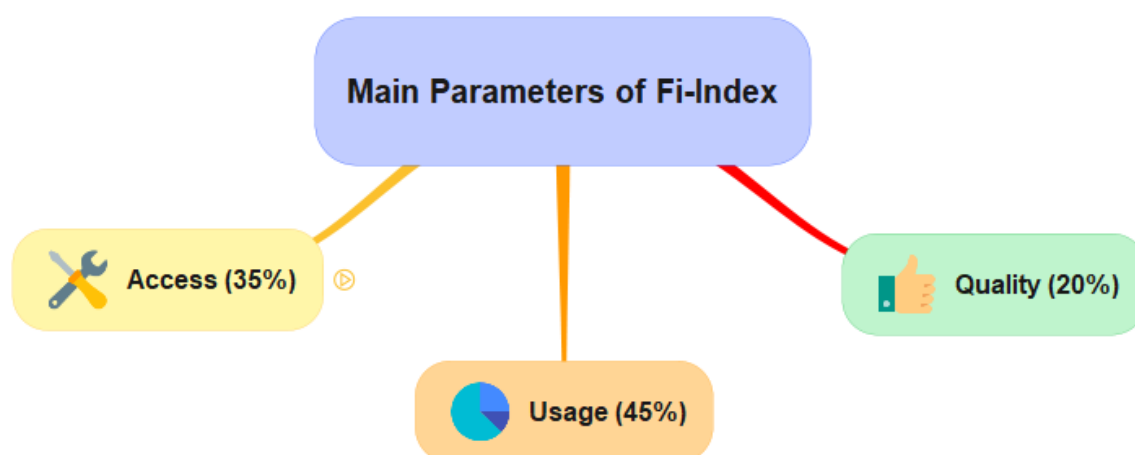 Main Parameters of Fi-Index
Access (35%)
Quality (20%)
Usage (45%)